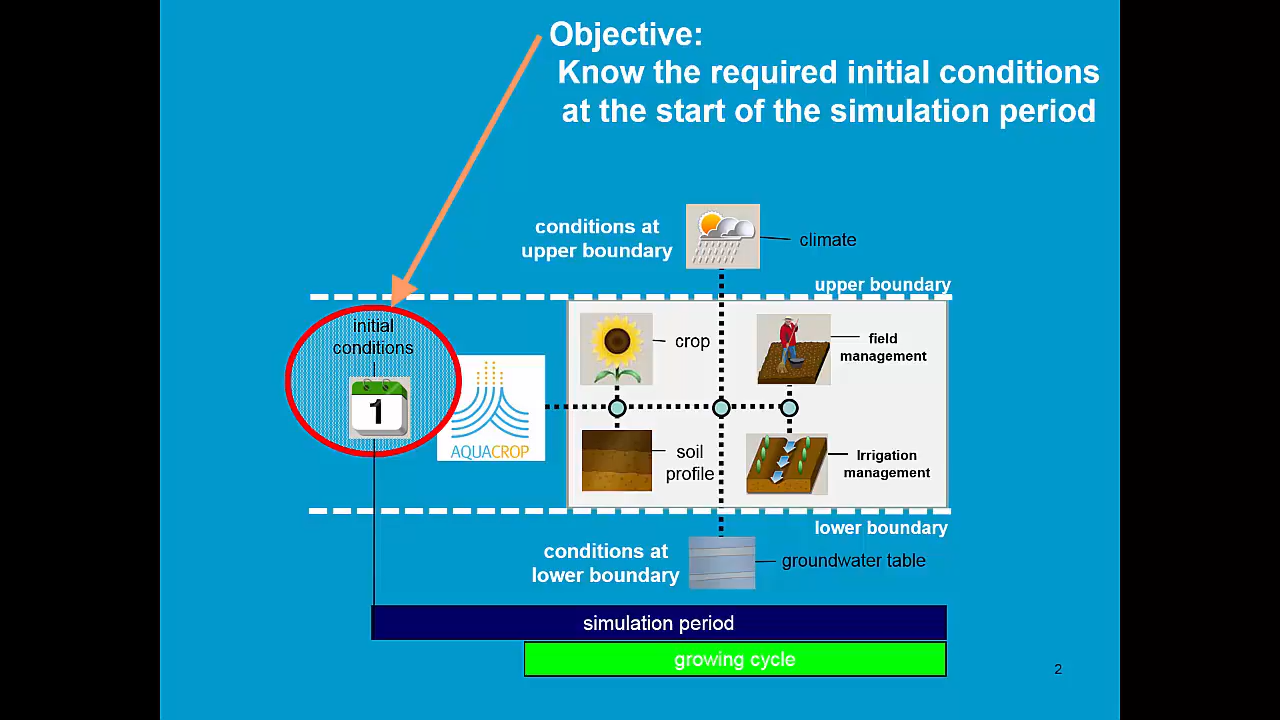 Objective:
Know the required initial conditions
at the start of the simulation period
conditions at
upper boundary
climate
upper boundary
initial
conditions
1
AQUACROP
crop
field
management
soil
profile
Irrigation
management
lower boundary
conditions at
lower boundary
groundwater table
simulation period
growing cycle
2